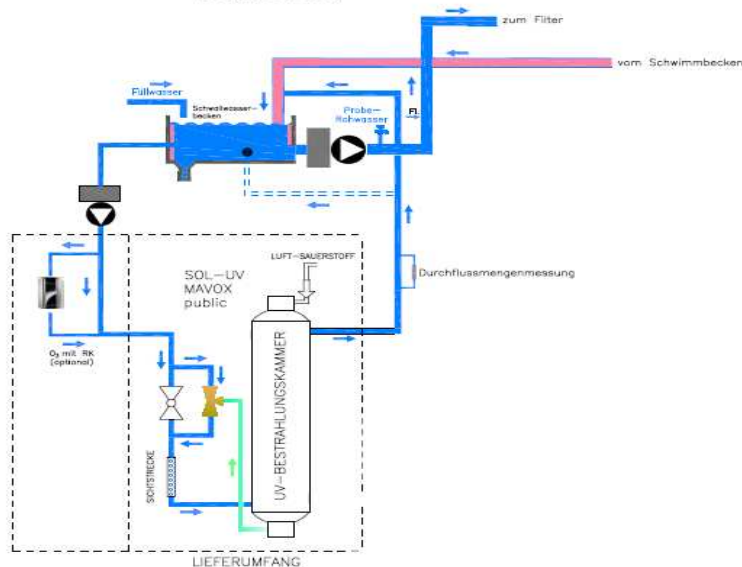 zum Filter
vom Schwimmbecken
Füllwasser
Schwallwasser-
becken
Probe-
Rohwasser
Fl.
LUFT-SAUERSTOFF
SOL-UV
MAVOX
public
Durchflussmengenmessung
O₃ mit RK
(optional)
UV-BESTRAHLUNGSKAMMER
SICHTSTRECKE
LIEFERUMFANG